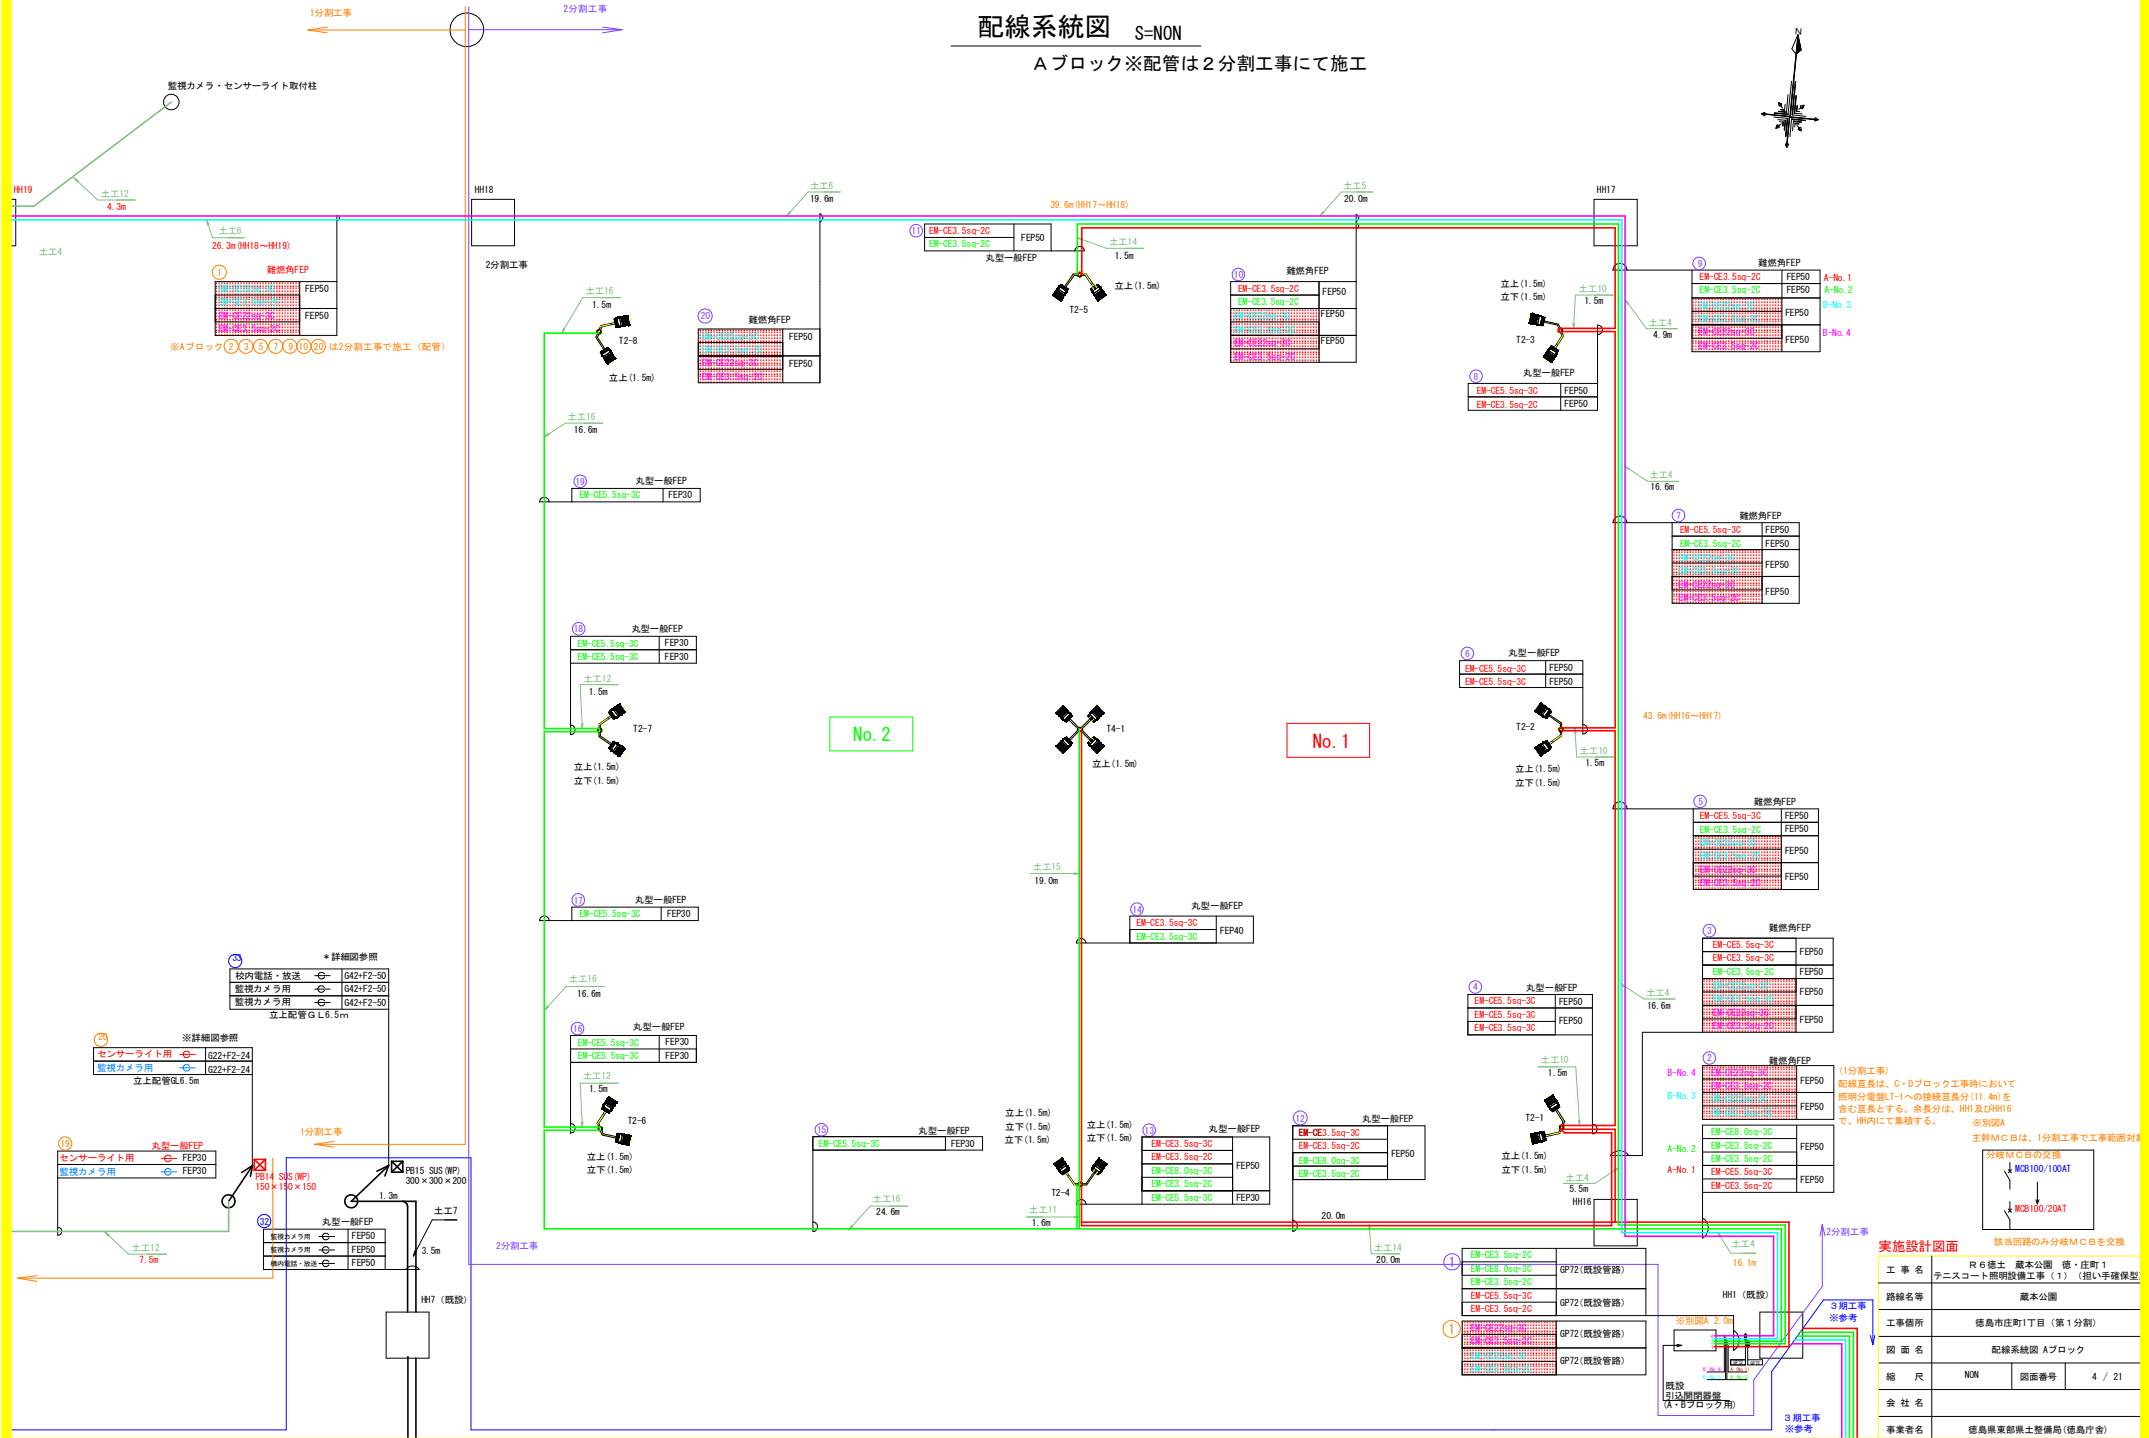 配線系統図 S=NON
Aブロック※配管は2分割工事にて施工
1分割工事
2分割工事
N
監視カメラ・センサーライト取付柱
HH19
土工12
4.3m
土工4
土工6
26.3m(HH18～HH19)
HH18
2分割工事
土工6
19.6m
39.6m(HH17～HH18)
土工5
20.0m
HH17
① 難燃角FEP
FEP50
EM-CE22sq-3C FEP50
※Aブロック②③⑤⑦⑨⑩⑳は2分割工事で施工（配管）
⑪ EM-CE3.5sq-2C FEP50
EM-CE3.5sq-2C
丸型一般FEP
土工14
1.5m
立上(1.5m)
T2-5
⑩ 難燃角FEP
EM-CE3.5sq-2C FEP50
EM-CE3.5sq-2C
FEP50
FEP50
立上(1.5m)
立下(1.5m)
土工10
1.5m
T2-3
土工4
4.9m
⑨ 難燃角FEP
EM-CE3.5sq-2C FEP50 A-No.1
EM-CE3.5sq-2C FEP50 A-No.2
FEP50 B-No.3
FEP50 B-No.4
⑧ 丸型一般FEP
EM-CE5.5sq-3C FEP50
EM-CE3.5sq-2C FEP50
土工16
1.5m
T2-8
立上(1.5m)
⑳ 難燃角FEP
FEP50
EM-CE22sq-3C FEP50
土工16
16.6m
⑲ 丸型一般FEP
EM-CE5.5sq-3C FEP30
土工4
16.6m
⑦ 難燃角FEP
EM-CE5.5sq-3C FEP50
EM-CE3.5sq-2C FEP50
FEP50
FEP50
⑱ 丸型一般FEP
EM-CE5.5sq-3C FEP30
EM-CE5.5sq-3C FEP30
土工12
1.5m
T2-7
立上(1.5m)
立下(1.5m)
No.2
T4-1
立上(1.5m)
No.1
⑥ 丸型一般FEP
EM-CE5.5sq-3C FEP50
EM-CE5.5sq-3C FEP50
T2-2
土工10
1.5m
立上(1.5m)
立下(1.5m)
43.6m(HH16～HH17)
⑤ 難燃角FEP
EM-CE5.5sq-3C FEP50
EM-CE3.5sq-2C FEP50
FEP50
FEP50
土工15
19.0m
⑰ 丸型一般FEP
EM-CE5.5sq-3C FEP30
⑭ 丸型一般FEP
EM-CE3.5sq-3C FEP40
EM-CE3.5sq-3C
③ 難燃角FEP
EM-CE5.5sq-3C FEP50
EM-CE3.5sq-3C
EM-CE3.5sq-2C FEP50
FEP50
FEP50
㉝ *詳細図参照
校内電話・放送 G42+F2-50
監視カメラ用 G42+F2-50
監視カメラ用 G42+F2-50
立上配管GL6.5m
土工16
16.6m
④ 丸型一般FEP
EM-CE5.5sq-3C FEP50
EM-CE5.5sq-3C FEP50
EM-CE3.5sq-3C
土工4
16.6m
⑳ ※詳細図参照
センサーライト用 G22+F2-24
監視カメラ用 G22+F2-24
立上配管GL6.5m
⑯ 丸型一般FEP
EM-CE5.5sq-3C FEP30
EM-CE5.5sq-3C FEP30
土工12
1.5m
T2-6
立上(1.5m)
立下(1.5m)
土工10
1.5m
T2-1
立上(1.5m)
立下(1.5m)
② 難燃角FEP
B-No.4 FEP50
B-No.3 FEP50
A-No.2 EM-CE8.0sq-3C FEP50
EM-CE3.5sq-2C
EM-CE3.5sq-2C
A-No.1 EM-CE5.5sq-3C FEP50
EM-CE3.5sq-2C
(1分割工事)
配線亘長は、C・Dブロック工事時において
照明分電盤LT-1への接続亘長分(11.4m)を
含む亘長とする。余長分は、HH1及びHH16
で、HH内にて集積する。
※別図A
主幹MCBは、1分割工事で工事範囲対
分岐MCBの交換
MCB100/100AT
MCB100/20AT
該当回路のみ分岐MCBを交換
1分割工事
⑲ 丸型一般FEP
センサーライト用 FEP30
監視カメラ用 FEP30
PB14 SUS(WP)
150×150×150
PB15 SUS(WP)
300×300×200
1.3m
土工7
3.5m
㉜ 丸型一般FEP
監視カメラ用 FEP50
監視カメラ用 FEP50
構内電話・放送 FEP50
土工12
7.5m
HH7（既設）
2分割工事
⑮ 丸型一般FEP
EM-CE5.5sq-3C FEP30
土工16
24.6m
立上(1.5m)
立下(1.5m)
立下(1.5m)
立上(1.5m)
立下(1.5m)
T2-4
土工11
1.6m
⑬ 丸型一般FEP
EM-CE3.5sq-3C FEP50
EM-CE3.5sq-2C
EM-CE8.0sq-3C
EM-CE3.5sq-2C
EM-CE5.5sq-3C FEP30
⑫ 丸型一般FEP
EM-CE3.5sq-3C FEP50
EM-CE3.5sq-2C
EM-CE8.0sq-3C
EM-CE3.5sq-2C
20.0m
土工14
20.0m
土工4
5.5m
HH16
土工4
16.1m
2分割工事
① EM-CE3.5sq-2C GP72(既設管路)
EM-CE8.0sq-3C
EM-CE3.5sq-2C
EM-CE5.5sq-3C GP72(既設管路)
EM-CE3.5sq-2C
① GP72(既設管路)
GP72(既設管路)
HH1（既設）
※別図A 2.0m
既設
引込開閉器盤
(A・Bブロック用)
3期工事
※参考
3期工事
※参考
実施設計図面
工事名 R6徳土 蔵本公園 徳・庄町1
テニスコート照明設備工事（1）（担い手確保型
路線名等 蔵本公園
工事個所 徳島市庄町1丁目（第1分割）
図面名 配線系統図 Aブロック
縮尺 NON 図面番号 4 / 21
会社名
事業者名 徳島県東部県土整備局(徳島庁舎)